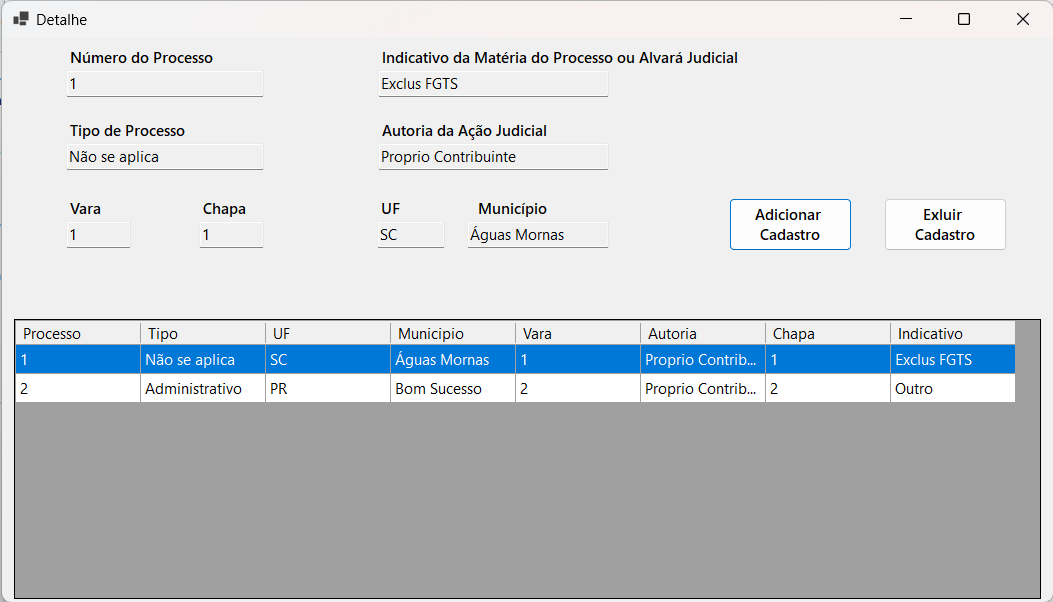 Detalhe
Número do Processo
Indicativo da Matéria do Processo ou Alvará Judicial
1
Exclus FGTS
Tipo de Processo
Autoria da Ação Judicial
Não se aplica
Proprio Contribuinte
Vara
Chapa
UF
Município
1
1
SC
Águas Mornas
Adicionar
Cadastro
Exluir
Cadastro
Processo Tipo UF Municipio Vara Autoria Chapa Indicativo
1 Não se aplica SC Águas Mornas 1 Proprio Contrib... 1 Exclus FGTS
2 Administrativo PR Bom Sucesso 2 Proprio Contrib... 2 Outro